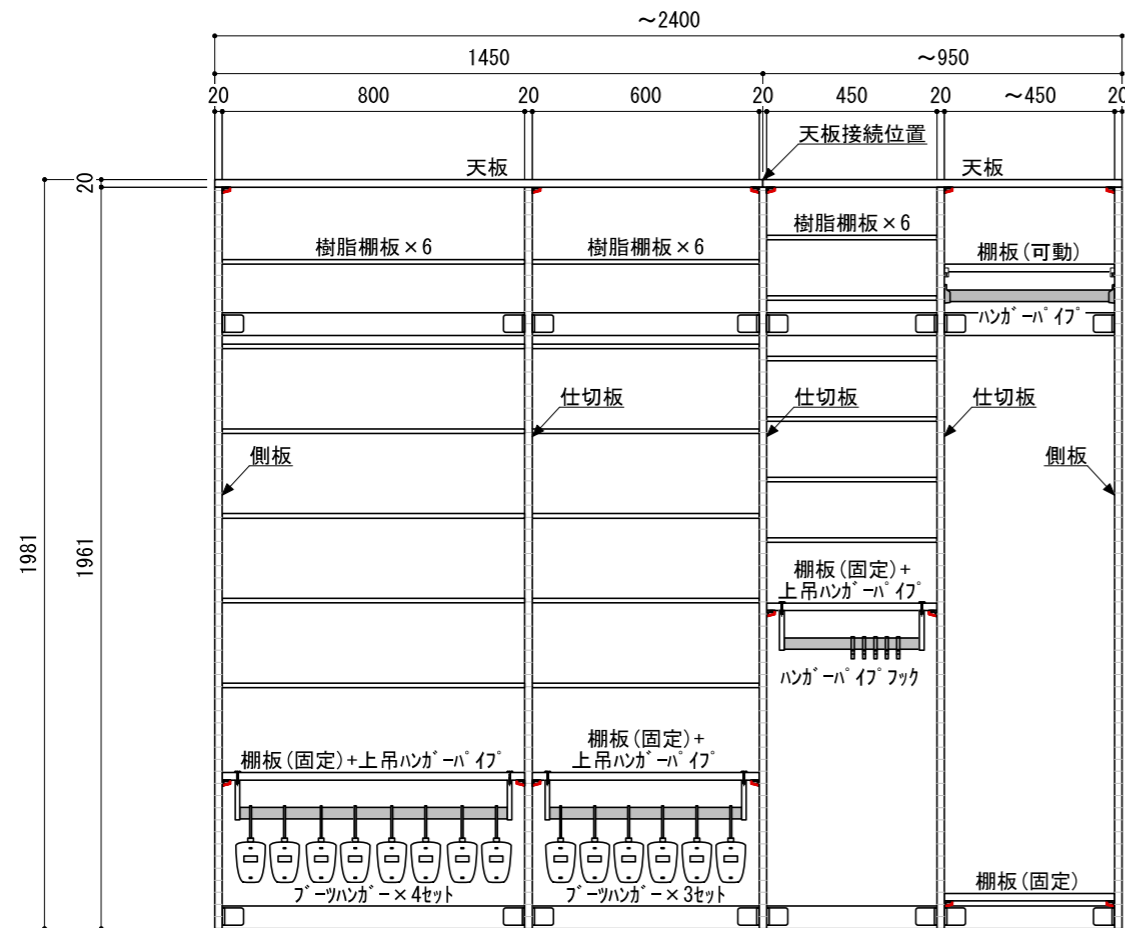 ～2400
1450
～950
20
800
20
600
20
450
20
～450
20
天板接続位置
天板
天板
20
樹脂棚板×6
樹脂棚板×6
樹脂棚板×6
棚板(可動)
ﾊﾝｶﾞｰﾊﾟｲﾌﾟ
仕切板
仕切板
仕切板
側板
側板
1981
1961
棚板(固定)+
上吊ﾊﾝｶﾞｰﾊﾟｲﾌﾟ
ﾊﾝｶﾞｰﾊﾟｲﾌﾟﾌｯｸ
棚板(固定)+上吊ﾊﾝｶﾞｰﾊﾟｲﾌﾟ
棚板(固定)+
上吊ﾊﾝｶﾞｰﾊﾟｲﾌﾟ
ﾌﾞｰﾂﾊﾝｶﾞｰ×4ｾｯﾄ
ﾌﾞｰﾂﾊﾝｶﾞｰ×3ｾｯﾄ
棚板(固定)